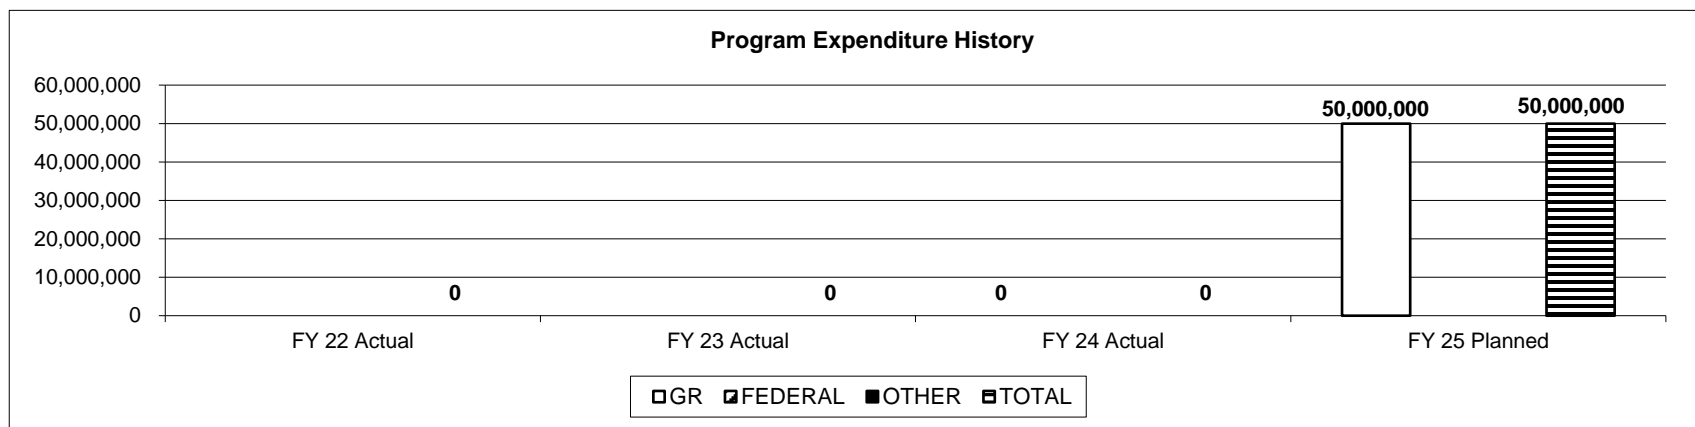 Program Expenditure History
60,000,000
50,000,000
40,000,000
30,000,000
20,000,000
10,000,000
0
0
0
0
0
50,000,000
50,000,000
FY 22 Actual
FY 23 Actual
FY 24 Actual
FY 25 Planned
GR FEDERAL OTHER TOTAL